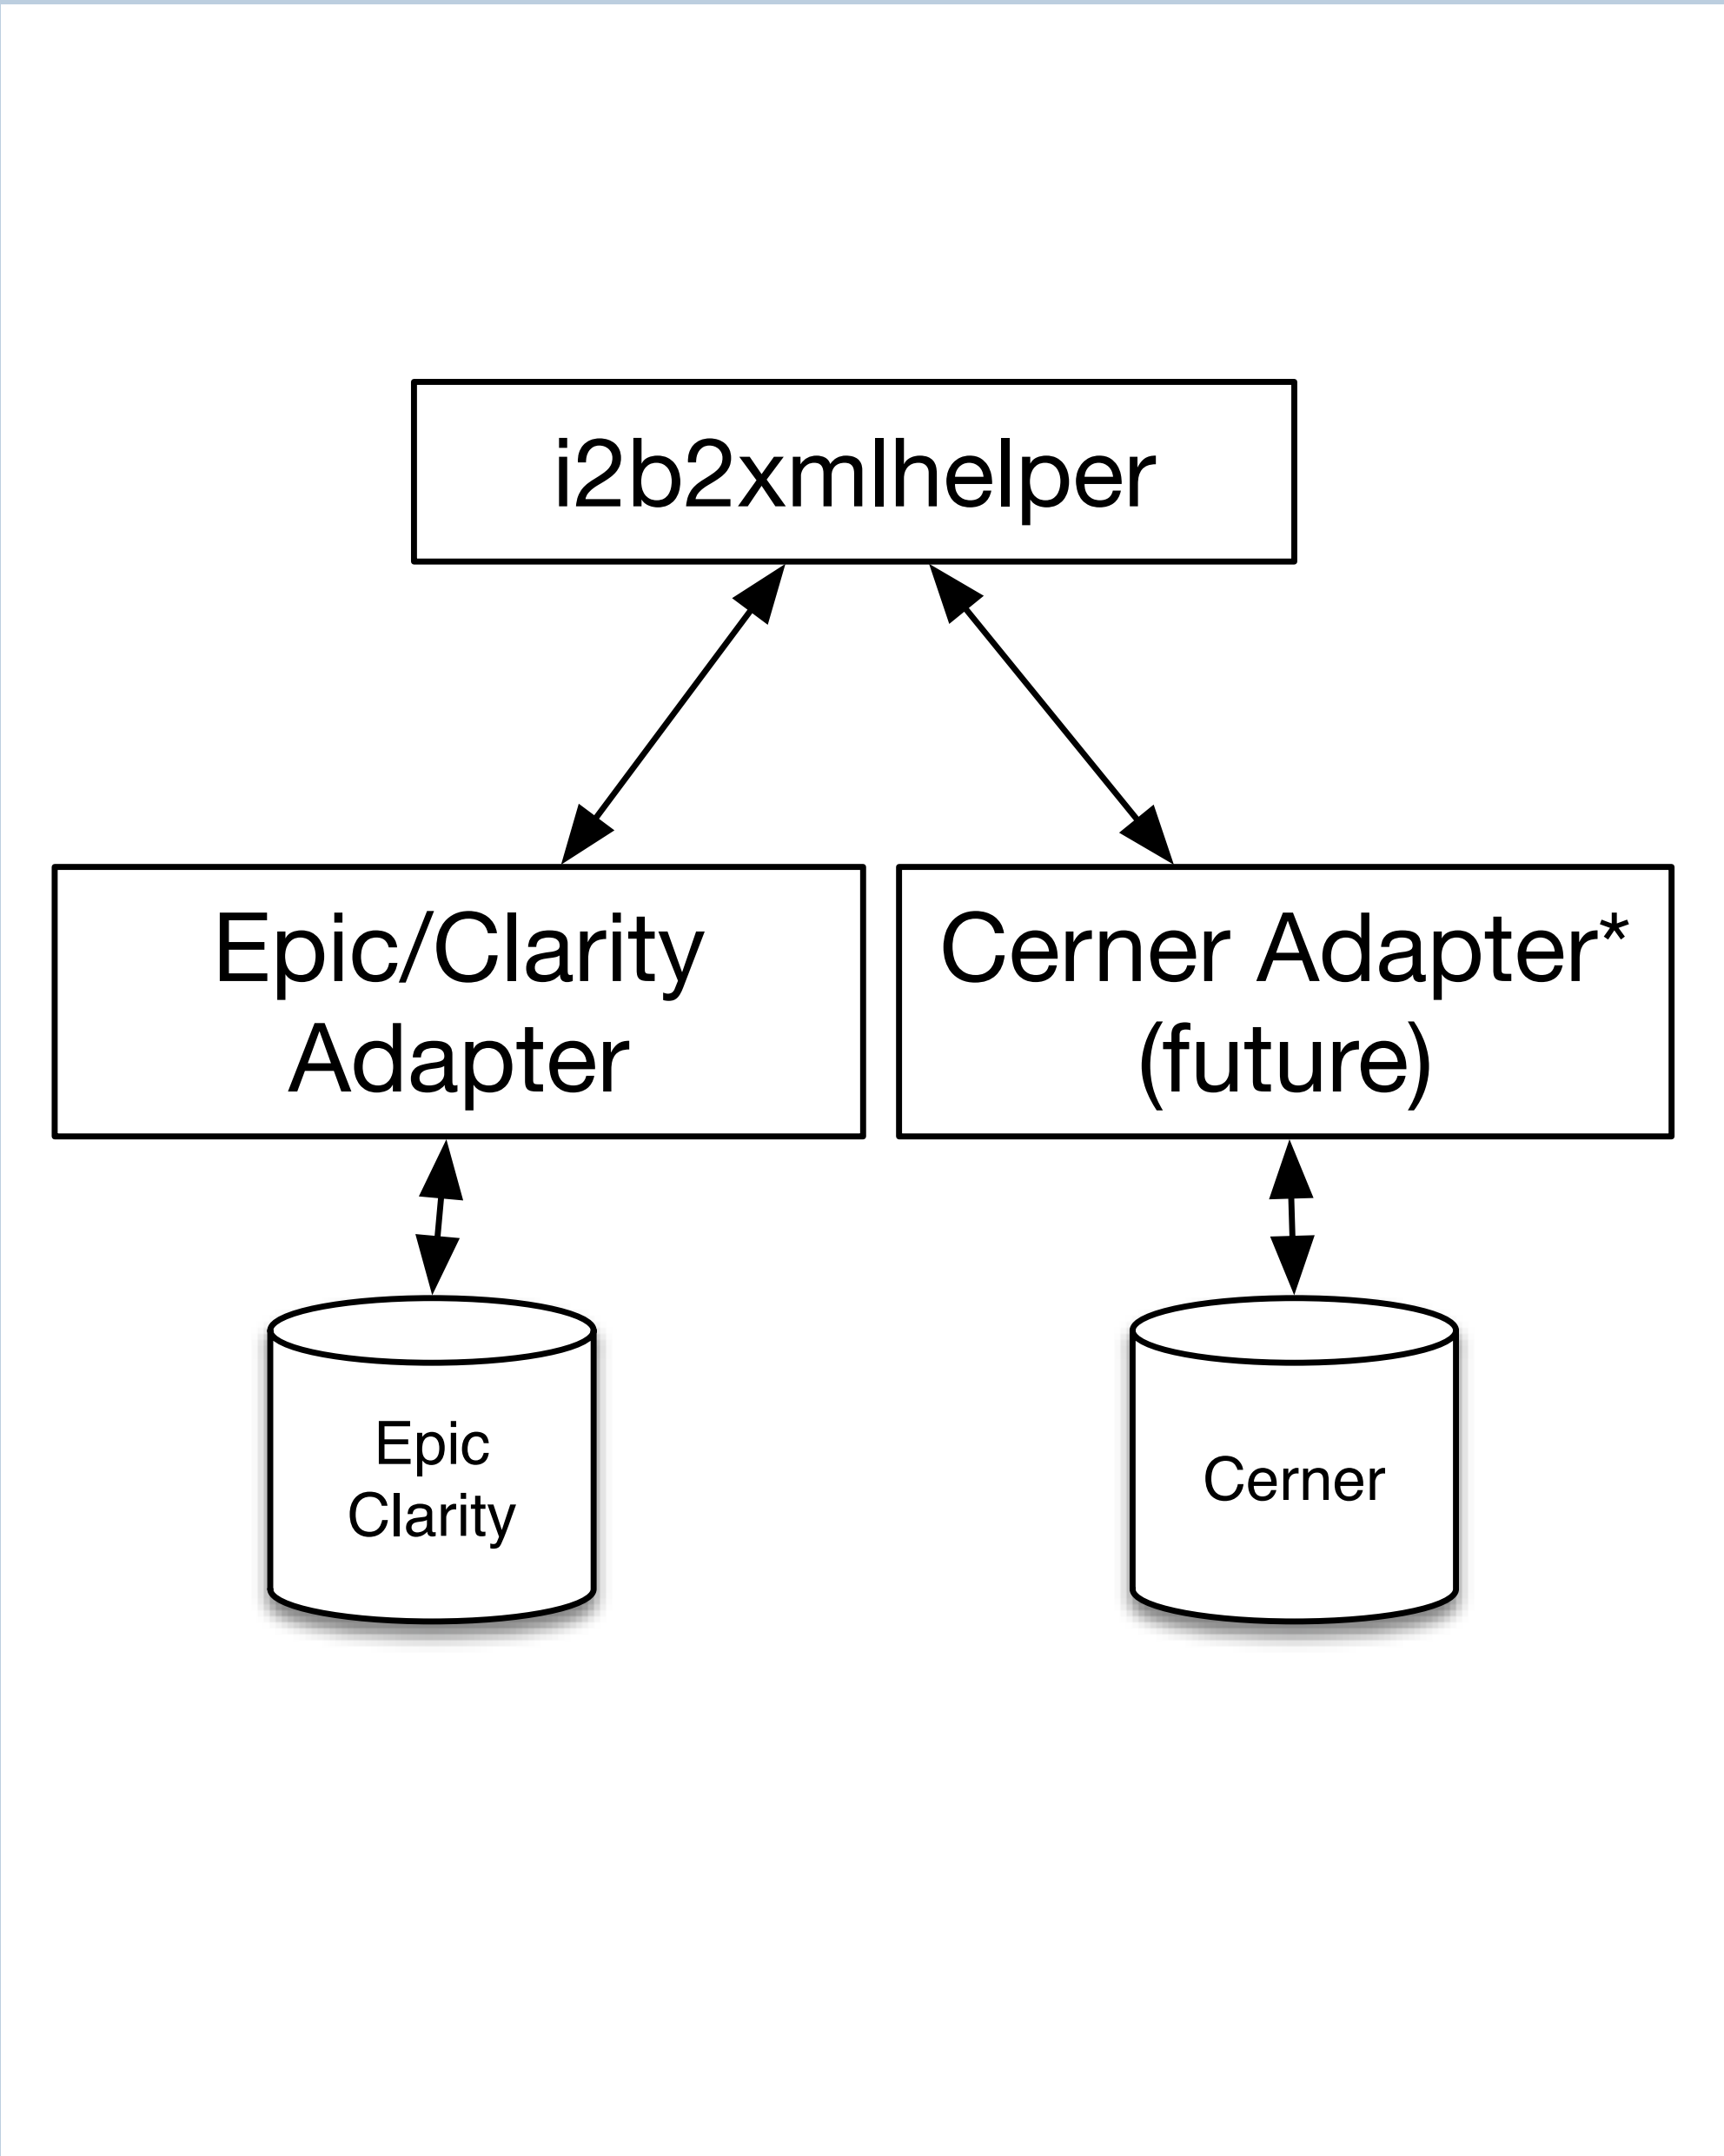 i2b2xmlhelper
Epic/Clarity
Adapter
Cerner Adapter*
(future)
Epic
Clarity
Cerner